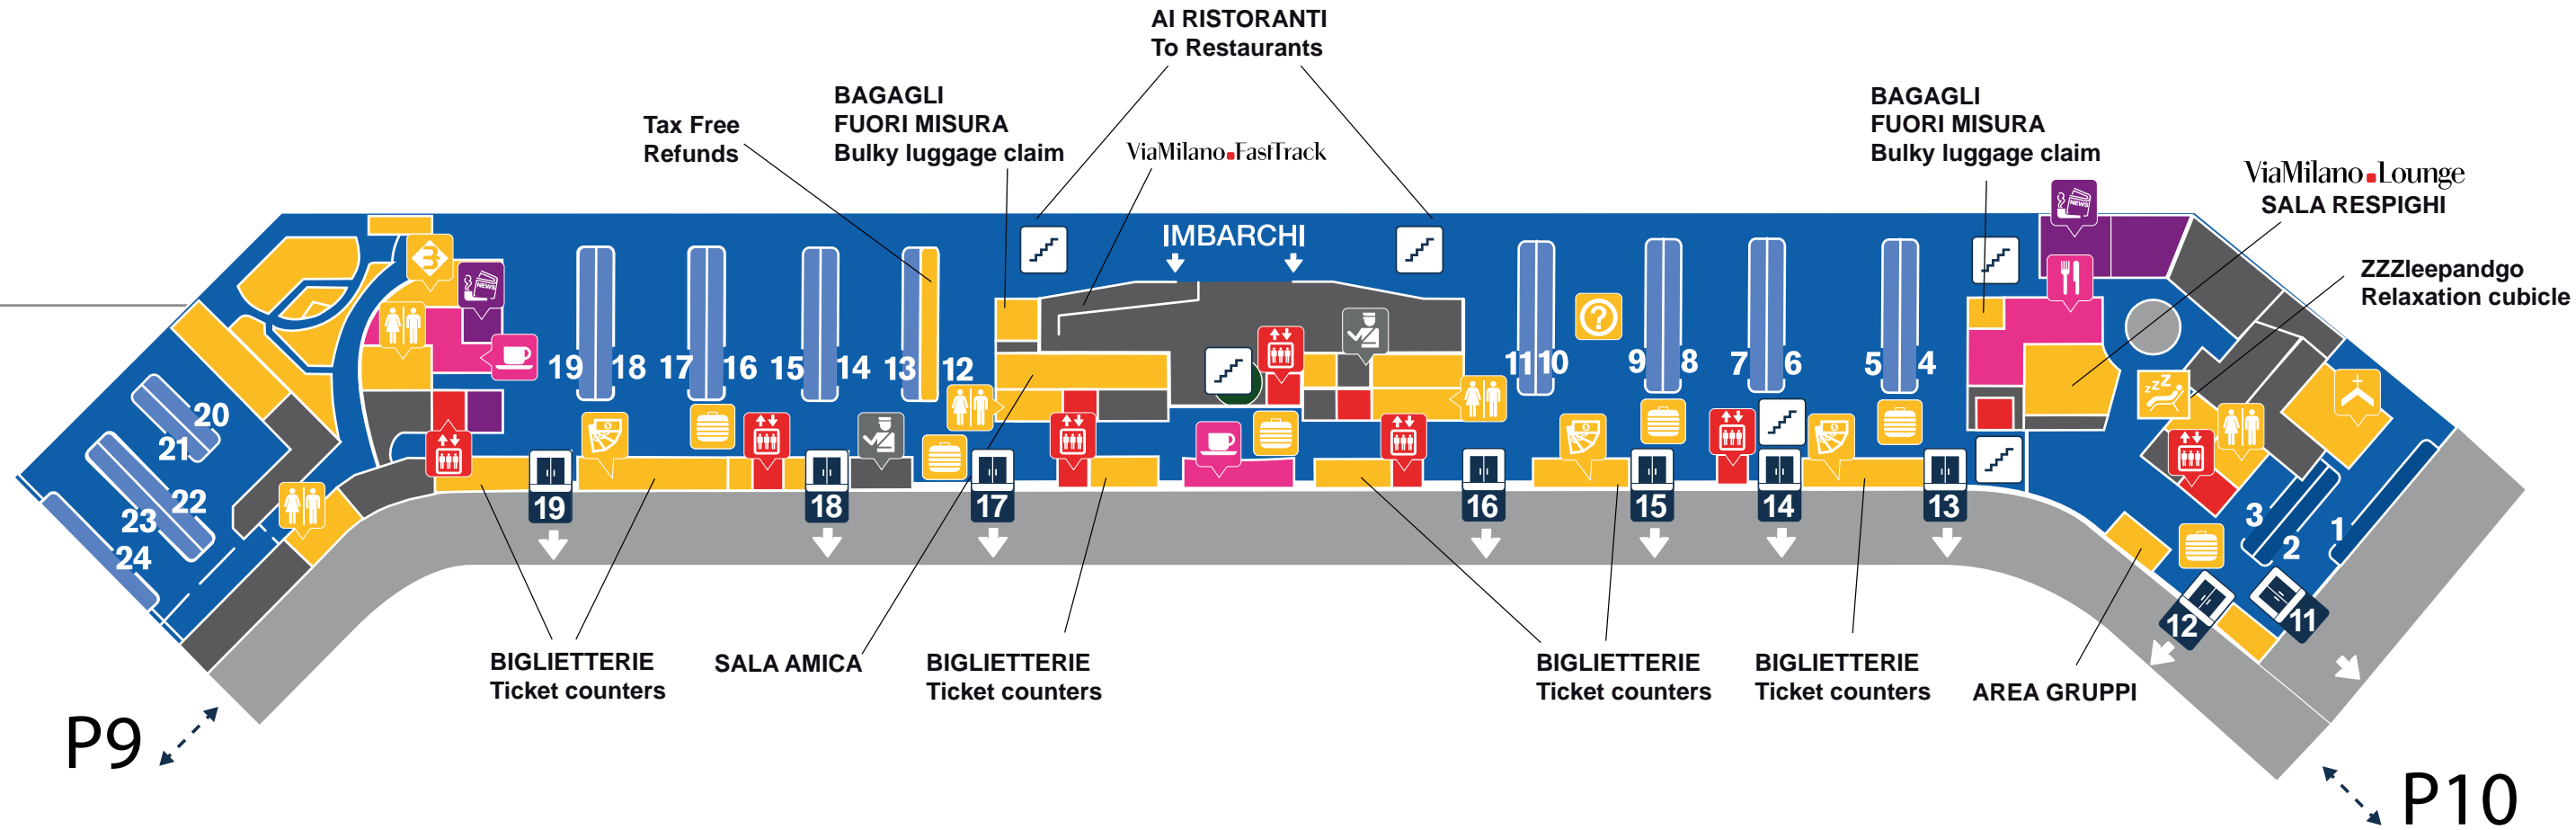 AI RISTORANTI
To Restaurants
BAGAGLI
FUORI MISURA
Bulky luggage claim
Tax Free
Refunds
ViaMilano FastTrack
BAGAGLI
FUORI MISURA
Bulky luggage claim
ViaMilano Lounge
SALA RESPIGHI
ZZZleepandgo
Relaxation cubicle
IMBARCHI
NEWS
NEWS
3
?
zzZ
19 18 17 16 15 14 13 12 11 10 9 8 7 6 5 4
20
21
22
23
24
3
2
1
19 18 17 16 15 14 13
12 11
BIGLIETTERIE
Ticket counters
SALA AMICA
BIGLIETTERIE
Ticket counters
BIGLIETTERIE
Ticket counters
BIGLIETTERIE
Ticket counters
AREA GRUPPI
P9
P10